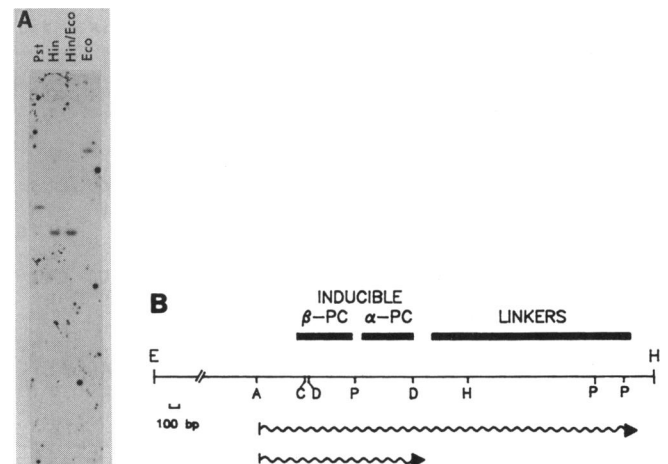 A
Pst
Hin
Hin/Eco
Eco
B
INDUCIBLE
β-PC α-PC LINKERS
E H
A C D P D H P P
100 bp